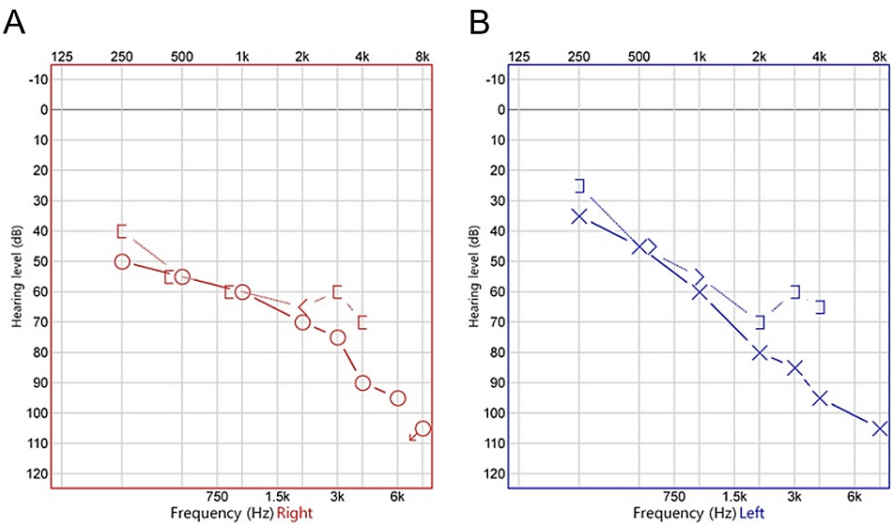 A
125 250 500 1k 2k 4k 8k
-10
0
10
20
30
40
50
60
70
80
90
100
110
120
Hearing level (dB)
750 1.5k 3k 6k
Frequency (Hz) Right
B
125 250 500 1k 2k 4k 8k
-10
0
10
20
30
40
50
60
70
80
90
100
110
120
Hearing level (dB)
750 1.5k 3k 6k
Frequency (Hz) Left